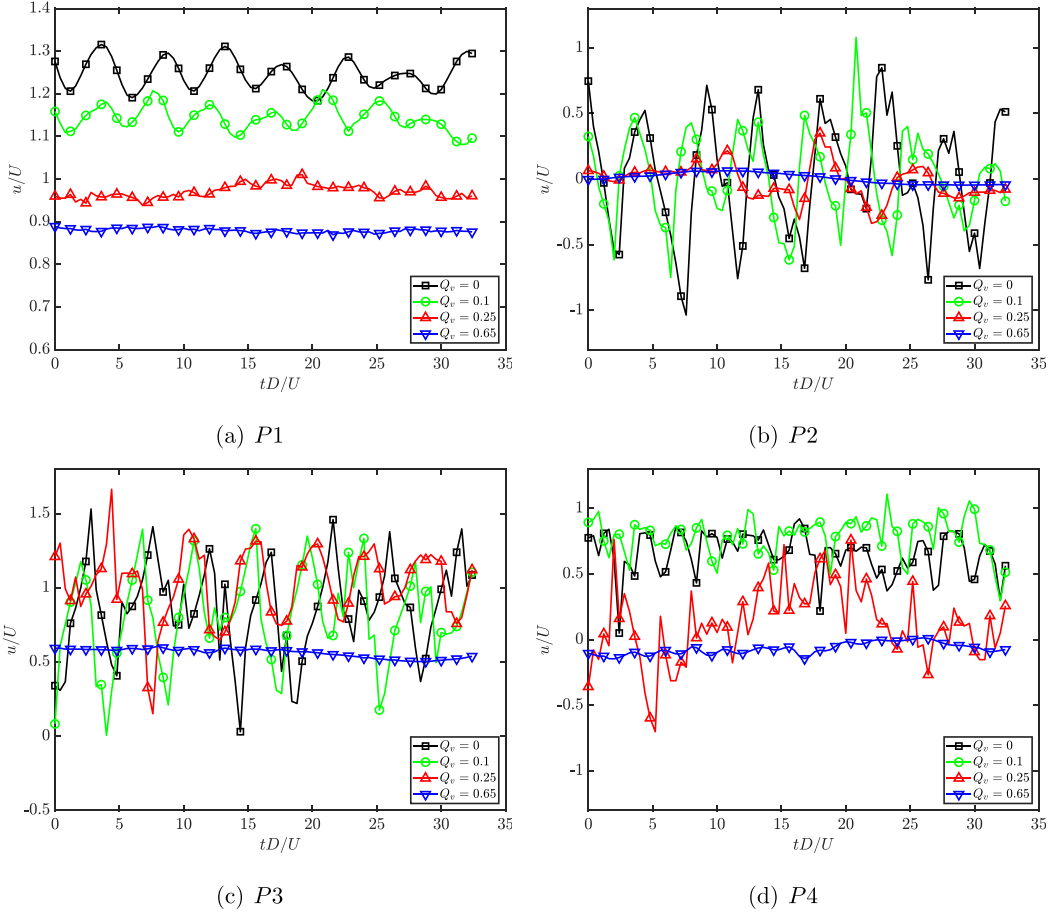 1.4
1.3
1.2
1.1
1
0.9
0.8
0.7
0.6
u/U
0 5 10 15 20 25 30 35
tD/U
Q_v = 0
Q_v = 0.1
Q_v = 0.25
Q_v = 0.65
(a) P1
1
0.5
0
-0.5
-1
u/U
0 5 10 15 20 25 30 35
tD/U
Q_v = 0
Q_v = 0.1
Q_v = 0.25
Q_v = 0.65
(b) P2
1.5
1
0.5
0
-0.5
u/U
0 5 10 15 20 25 30 35
tD/U
Q_v = 0
Q_v = 0.1
Q_v = 0.25
Q_v = 0.65
(c) P3
1
0.5
0
-0.5
-1
u/U
0 5 10 15 20 25 30 35
tD/U
Q_v = 0
Q_v = 0.1
Q_v = 0.25
Q_v = 0.65
(d) P4